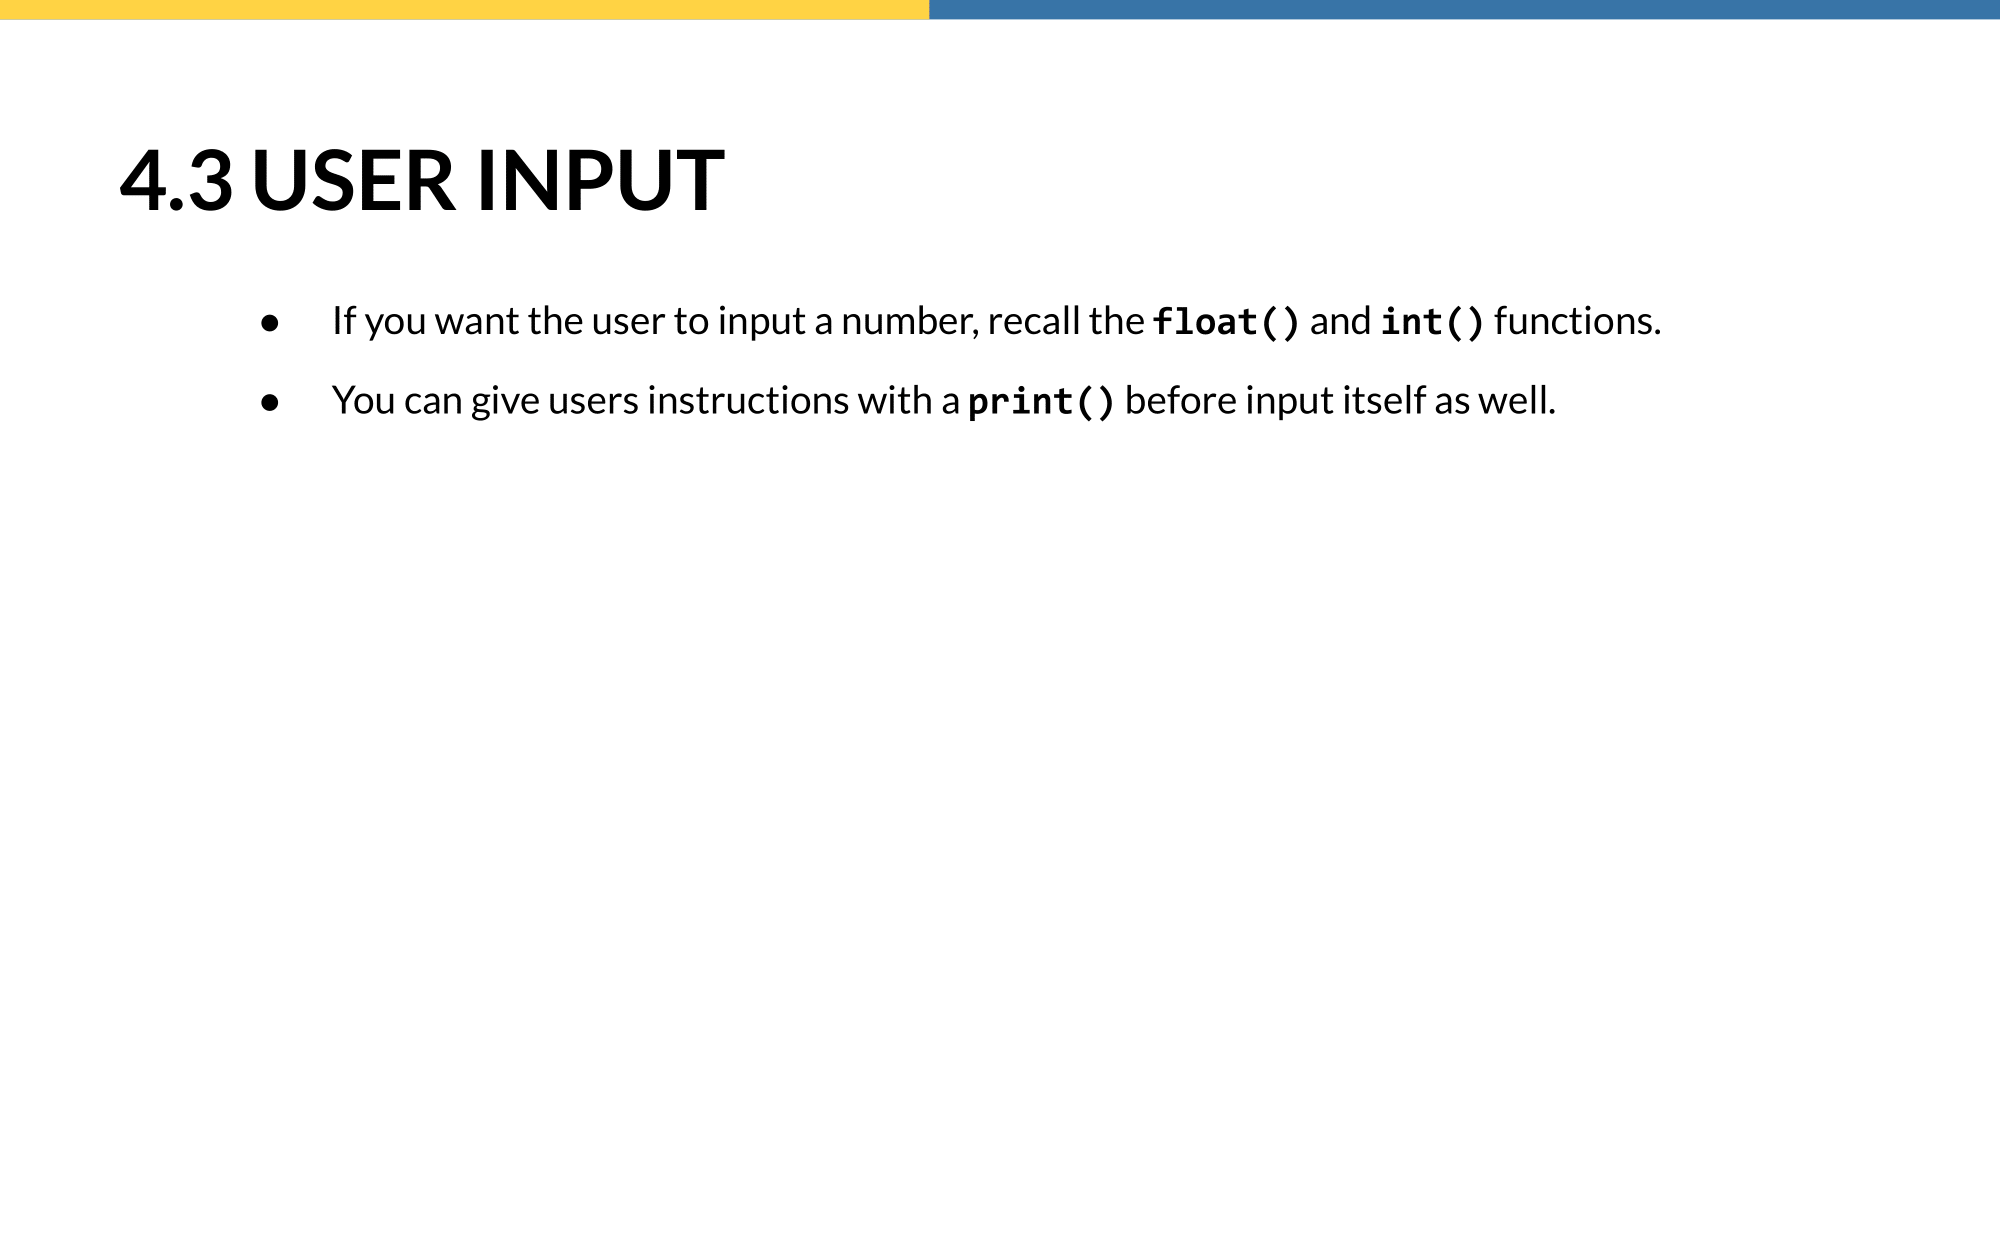 4.3 USER INPUT
● If you want the user to input a number, recall the float() and int() functions.
● You can give users instructions with a print() before input itself as well.